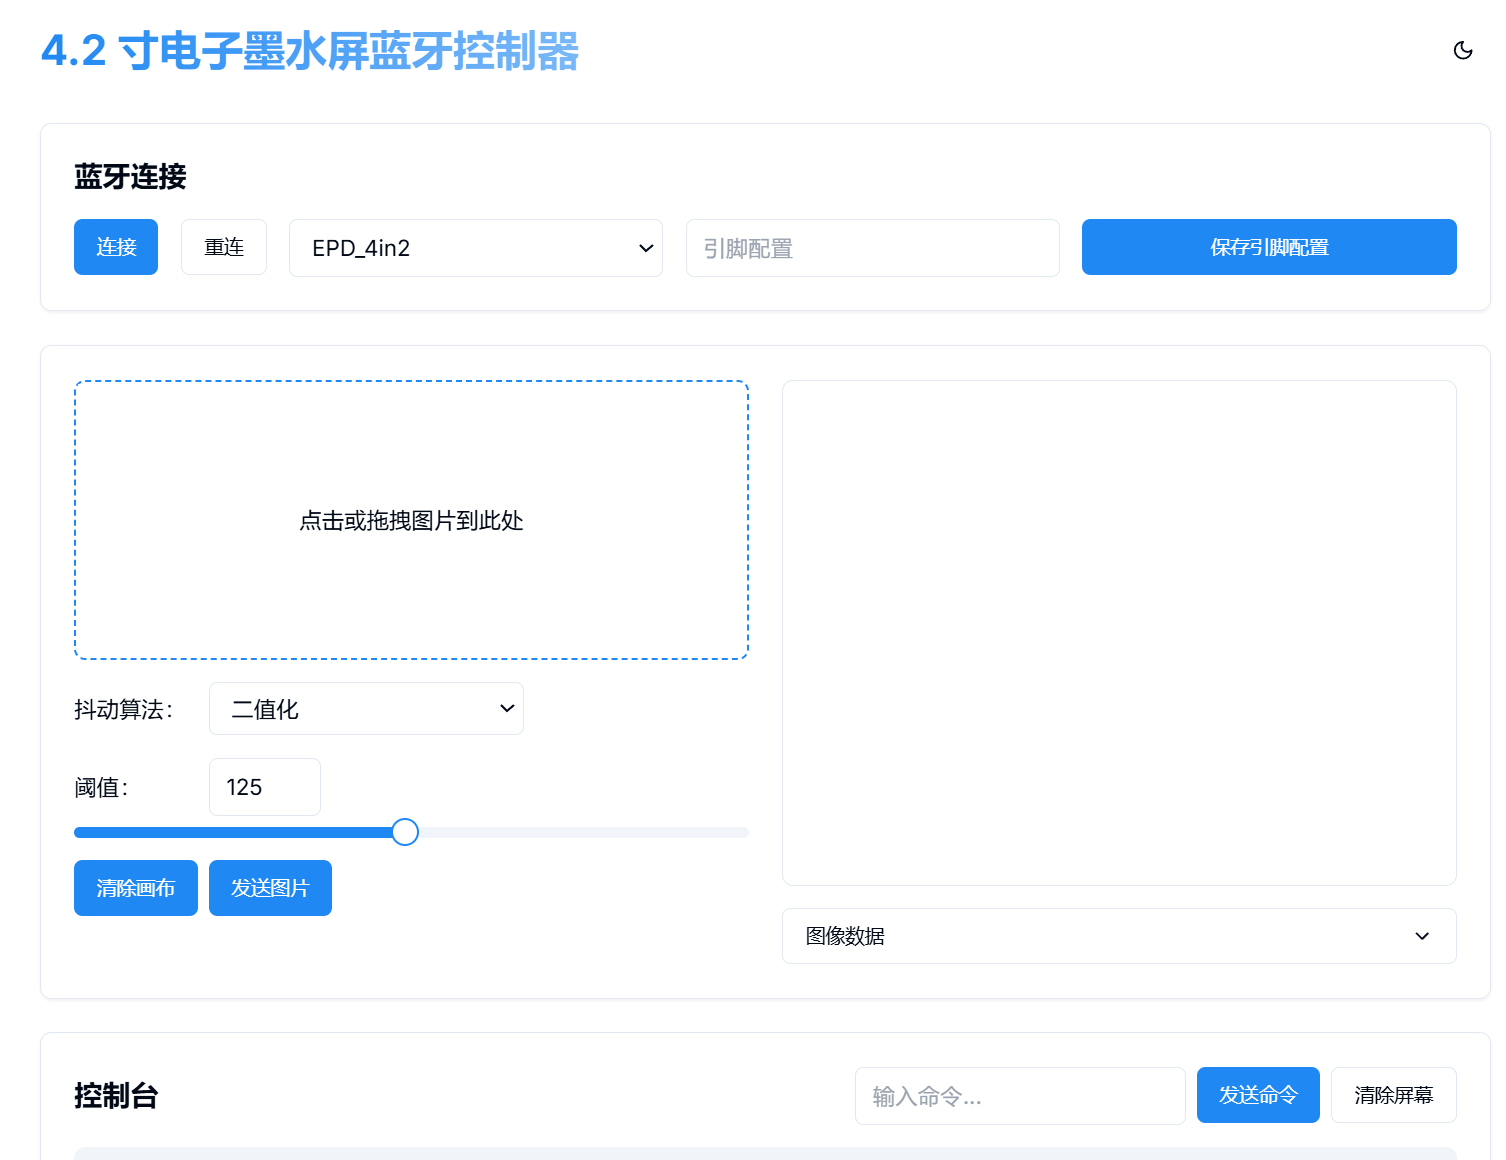 4.2 寸电子墨水屏蓝牙控制器
蓝牙连接
连接
重连
EPD_4in2
引脚配置
保存引脚配置
点击或拖拽图片到此处
抖动算法：
二值化
阈值：
125
清除画布
发送图片
图像数据
控制台
输入命令...
发送命令
清除屏幕